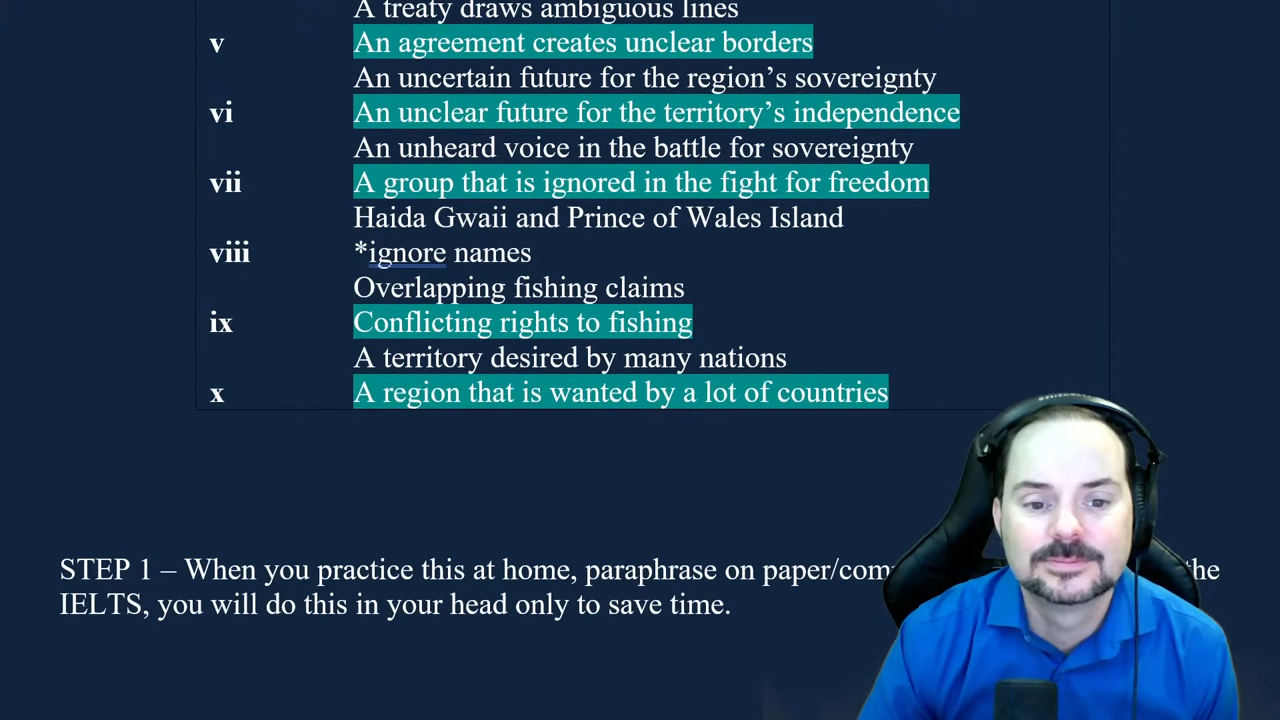 A treaty draws ambiguous lines
v An agreement creates unclear borders
An uncertain future for the region's sovereignty
vi An unclear future for the territory's independence
An unheard voice in the battle for sovereignty
vii A group that is ignored in the fight for freedom
Haida Gwaii and Prince of Wales Island
viii *ignore names
Overlapping fishing claims
ix Conflicting rights to fishing
A territory desired by many nations
x A region that is wanted by a lot of countries
STEP 1 – When you practice this at home, paraphrase on the
IELTS, you will do this in your head only to save time.